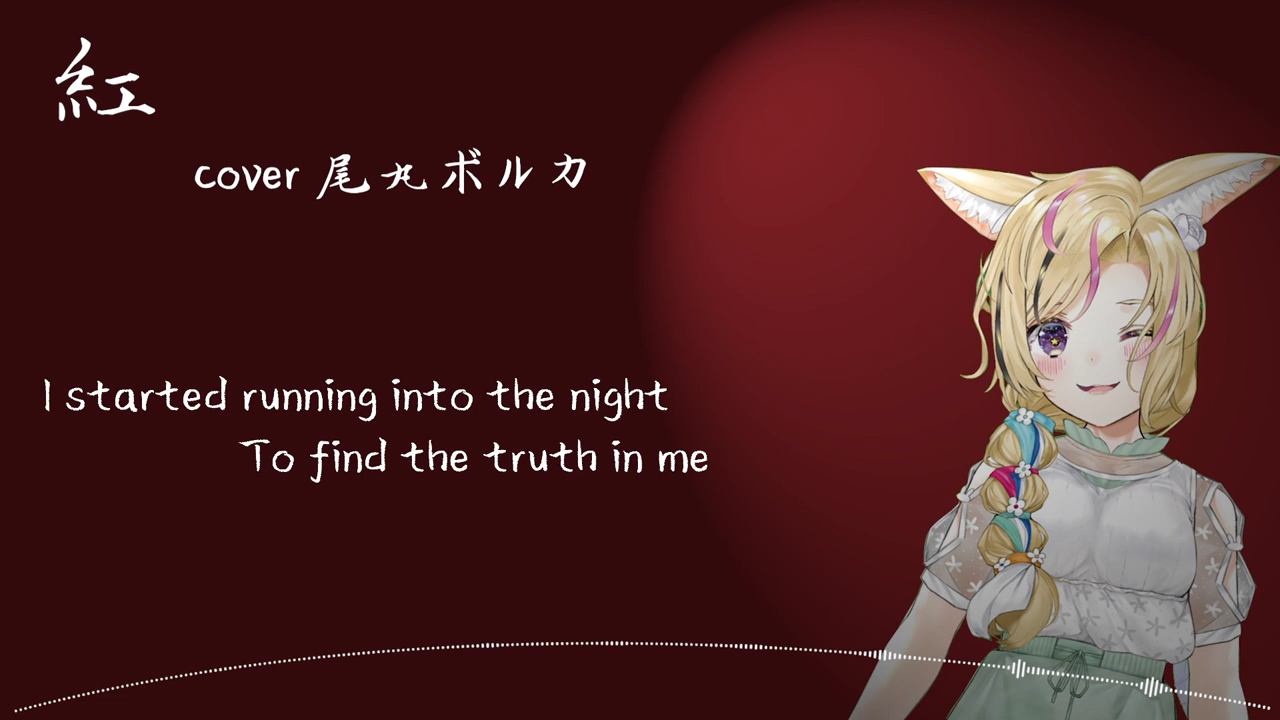 紅
cover 尾丸ポルカ
I started running into the night
To find the truth in me